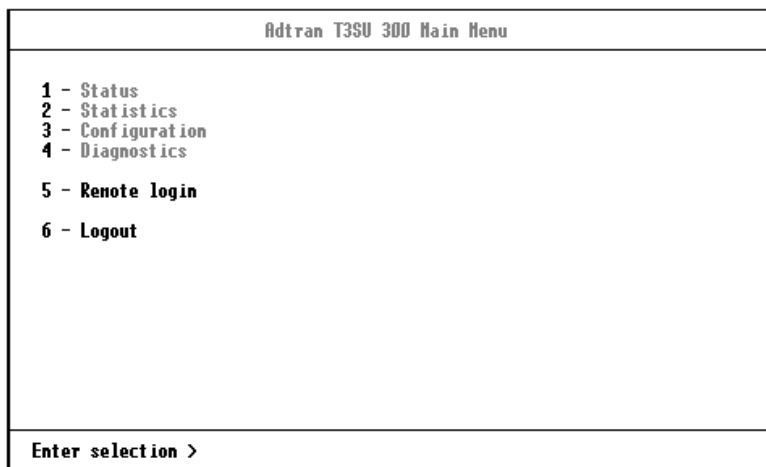 Adtran T3SU 300 Main Menu
1 - Status
2 - Statistics
3 - Configuration
4 - Diagnostics
5 - Remote login
6 - Logout
Enter selection >